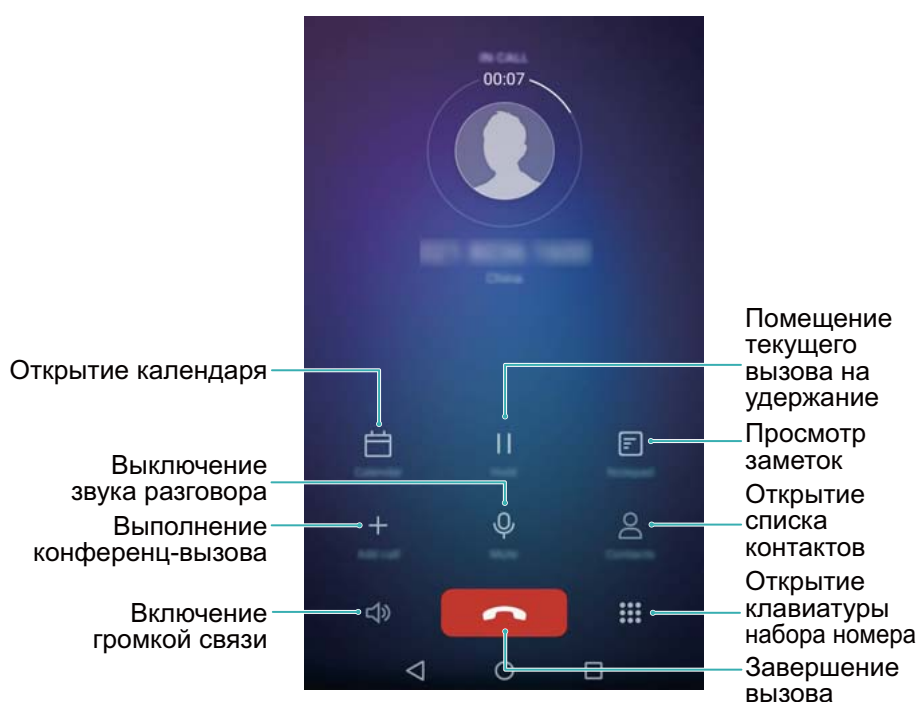 IN CALL
00:07
China
Помещение
текущего
вызова на
удержание
Открытие календаря
Просмотр
заметок
Calendar
Hold
Notepad
Выключение
звука разговора
Открытие
списка
контактов
Выполнение
конференц-вызова
Add call
Mute
Contacts
Открытие
клавиатуры
набора номера
Включение
громкой связи
Завершение
вызова